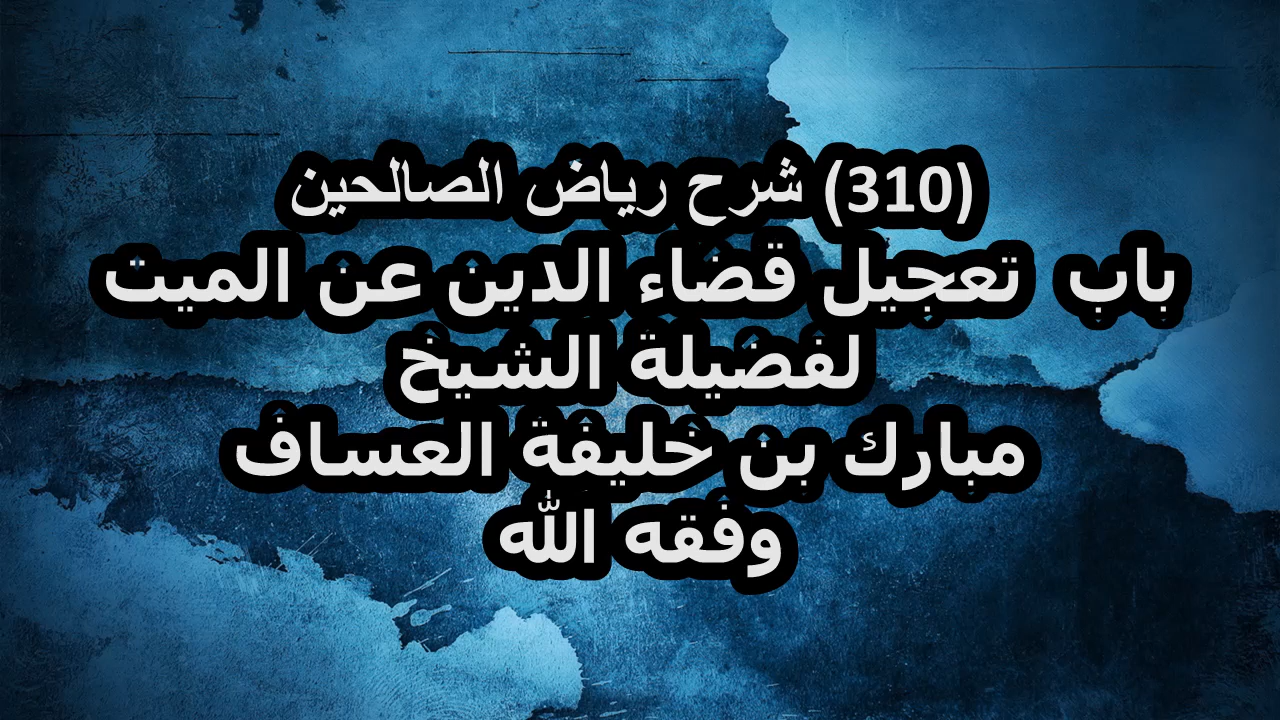 (310) شرح رياض الصالحين
باب تعجيل قضاء الدين عن الميت
لفضيلة الشيخ
مبارك بن خليفة العساف
وفقه الله